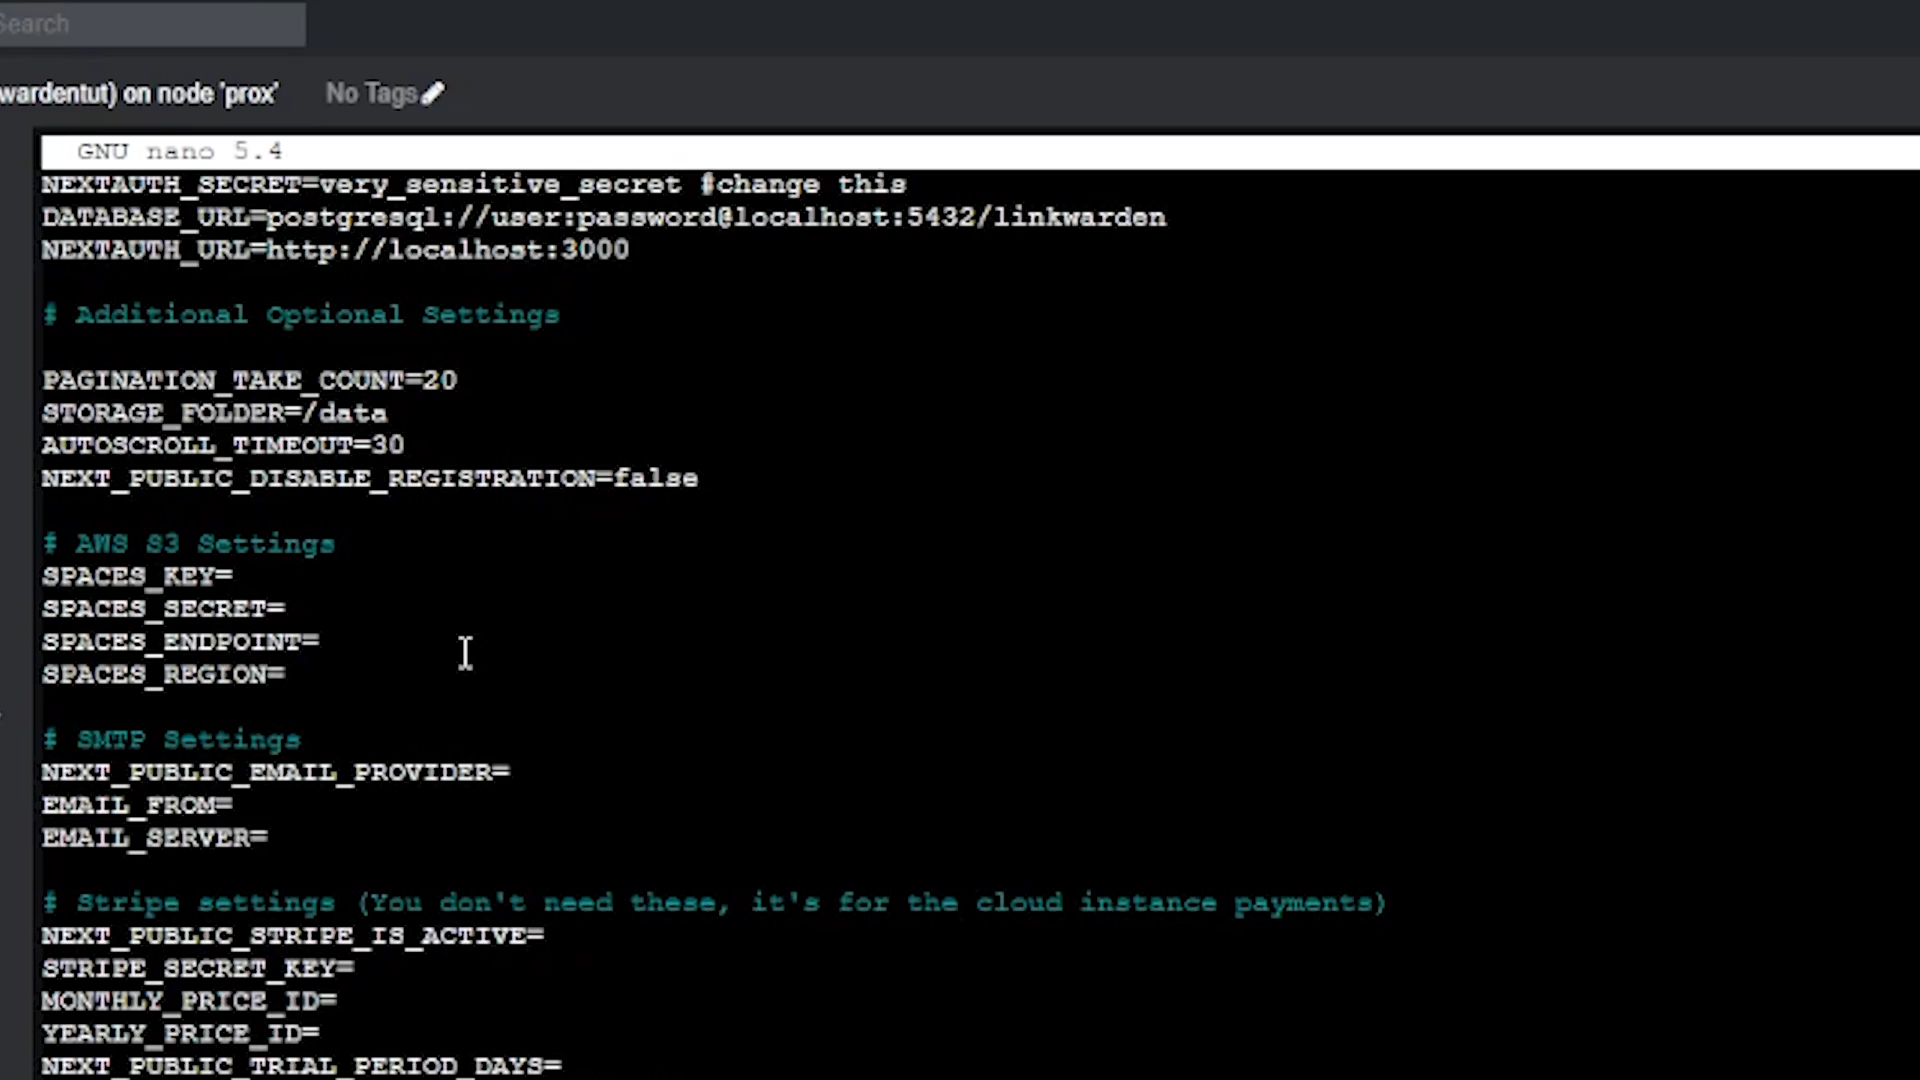 Search
wardentut) on node 'prox'
No Tags
GNU nano 5.4
NEXTAUTH_SECRET=very_sensitive_secret #change this
DATABASE_URL=postgresql://user:password@localhost:5432/linkwarden
NEXTAUTH_URL=http://localhost:3000
# Additional Optional Settings
PAGINATION_TAKE_COUNT=20
STORAGE_FOLDER=/data
AUTOSCROLL_TIMEOUT=30
NEXT_PUBLIC_DISABLE_REGISTRATION=false
# AWS S3 Settings
SPACES_KEY=
SPACES_SECRET=
SPACES_ENDPOINT=
SPACES_REGION=
# SMTP Settings
NEXT_PUBLIC_EMAIL_PROVIDER=
EMAIL_FROM=
EMAIL_SERVER=
# Stripe settings (You don't need these, it's for the cloud instance payments)
NEXT_PUBLIC_STRIPE_IS_ACTIVE=
STRIPE_SECRET_KEY=
MONTHLY_PRICE_ID=
YEARLY_PRICE_ID=
NEXT_PUBLIC_TRIAL_PERIOD_DAYS=